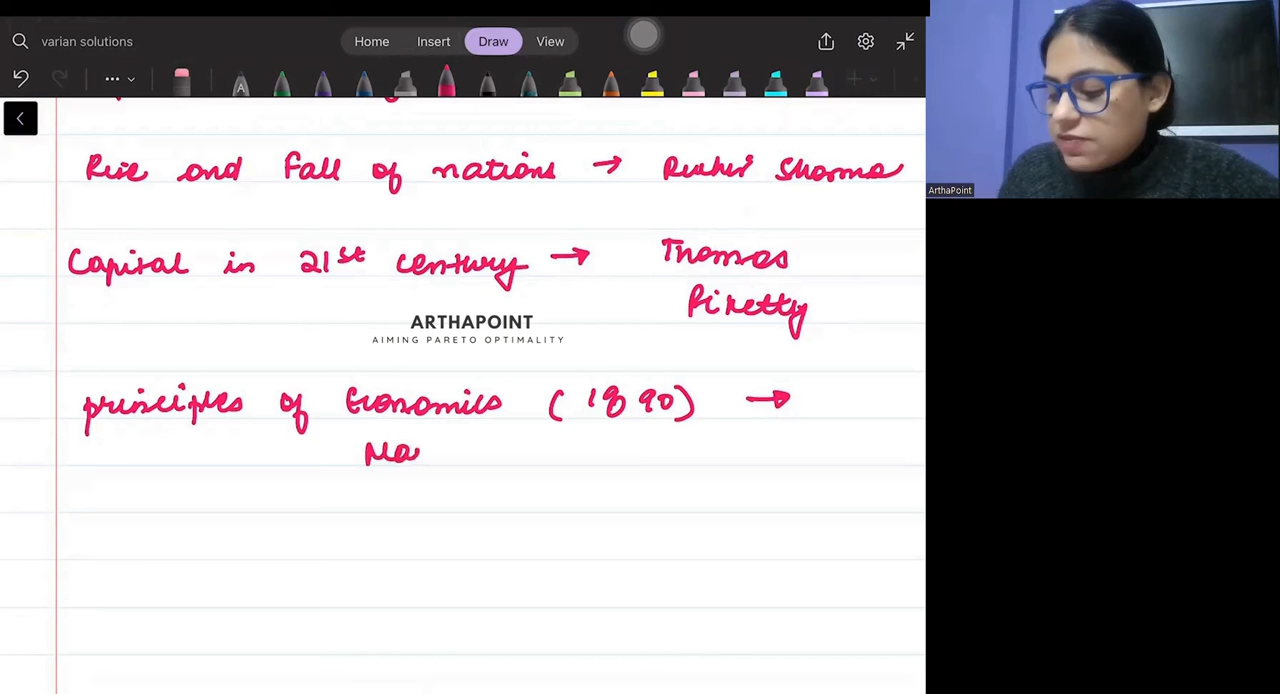 varian solutions
Home Insert Draw View
A
Rise and Fall of nations → Ruchir Sharma
Capital in 21st century → Thomas
Piketty
ARTHAPOINT
AIMING PARETO OPTIMALITY
principles of Economics (1890) →
Ma
ArthaPoint